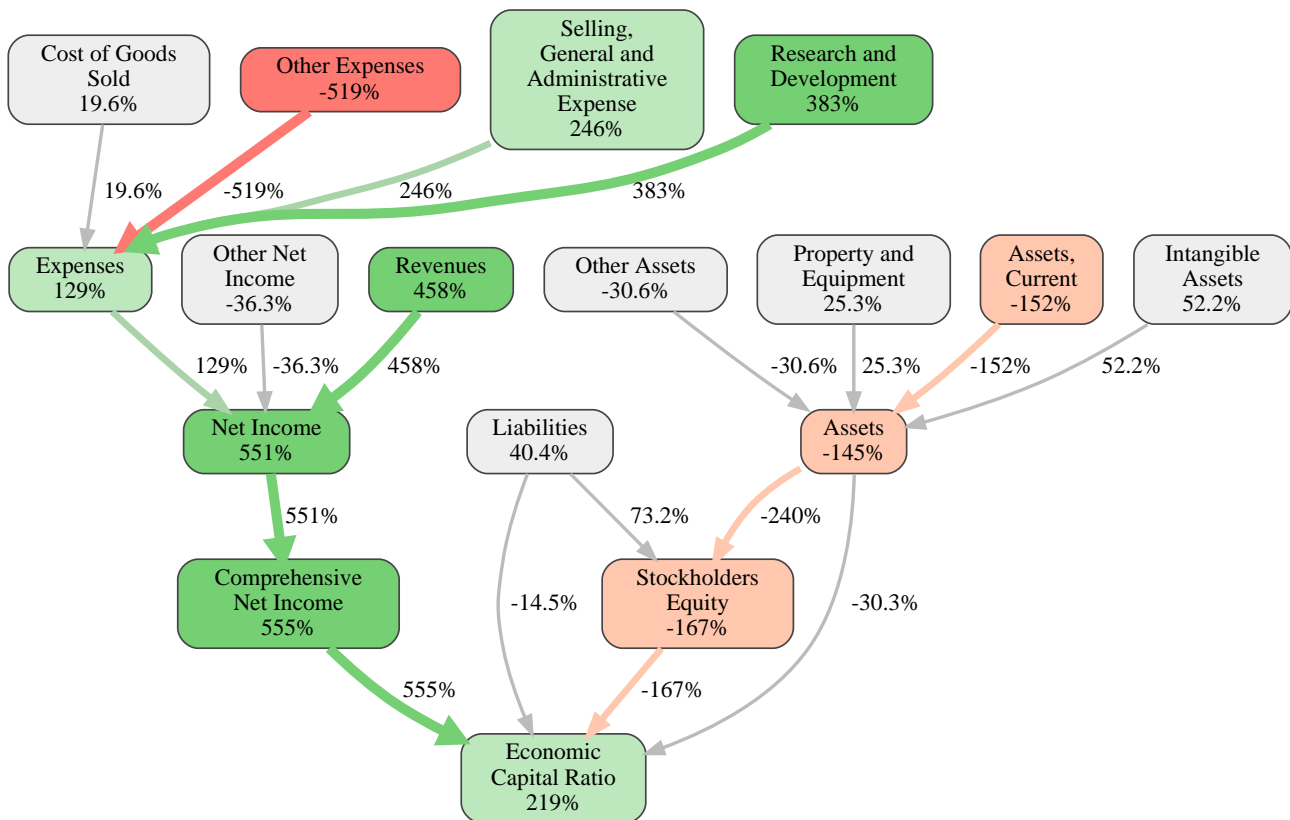 Cost of Goods
Sold
19.6%
Other Expenses
-519%
Selling,
General and
Administrative
Expense
246%
Research and
Development
383%
19.6%
-519%
246%
383%
Expenses
129%
Other Net
Income
-36.3%
Revenues
458%
Other Assets
-30.6%
Property and
Equipment
25.3%
Assets,
Current
-152%
Intangible
Assets
52.2%
129%
-36.3%
458%
-30.6%
25.3%
-152%
52.2%
Net Income
551%
Liabilities
40.4%
Assets
-145%
551%
73.2%
-240%
Comprehensive
Net Income
555%
-14.5%
Stockholders
Equity
-167%
-30.3%
555%
-167%
Economic
Capital Ratio
219%